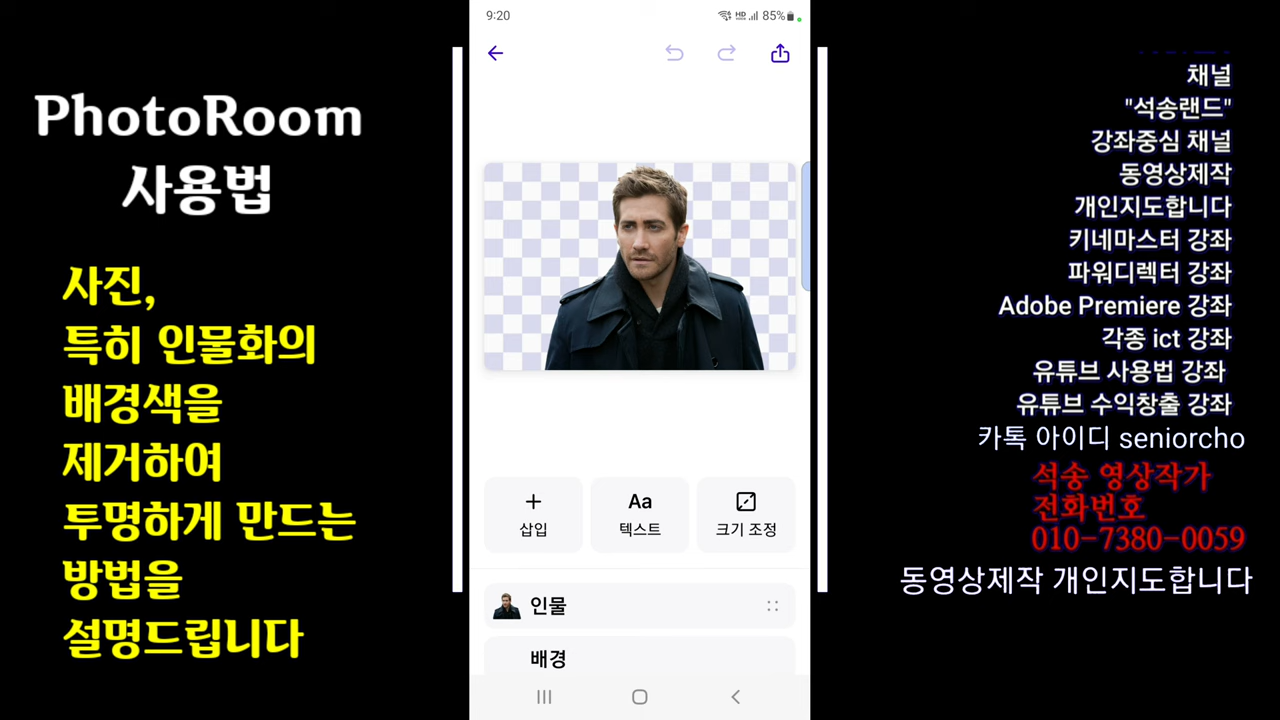 PhotoRoom
사용법
사진,
특히 인물화의
배경색을
제거하여
투명하게 만드는
방법을
설명드립니다
9:20
85%
삽입
Aa
텍스트
크기 조정
인물
배경
채널
"석송랜드"
강좌중심 채널
동영상제작
개인지도합니다
키네마스터 강좌
파워디렉터 강좌
Adobe Premiere 강좌
각종 ict 강좌
유튜브 사용법 강좌
유튜브 수익창출 강좌
카톡 아이디 seniorcho
석송 영상작가
전화번호
010-7380-0059
동영상제작 개인지도합니다